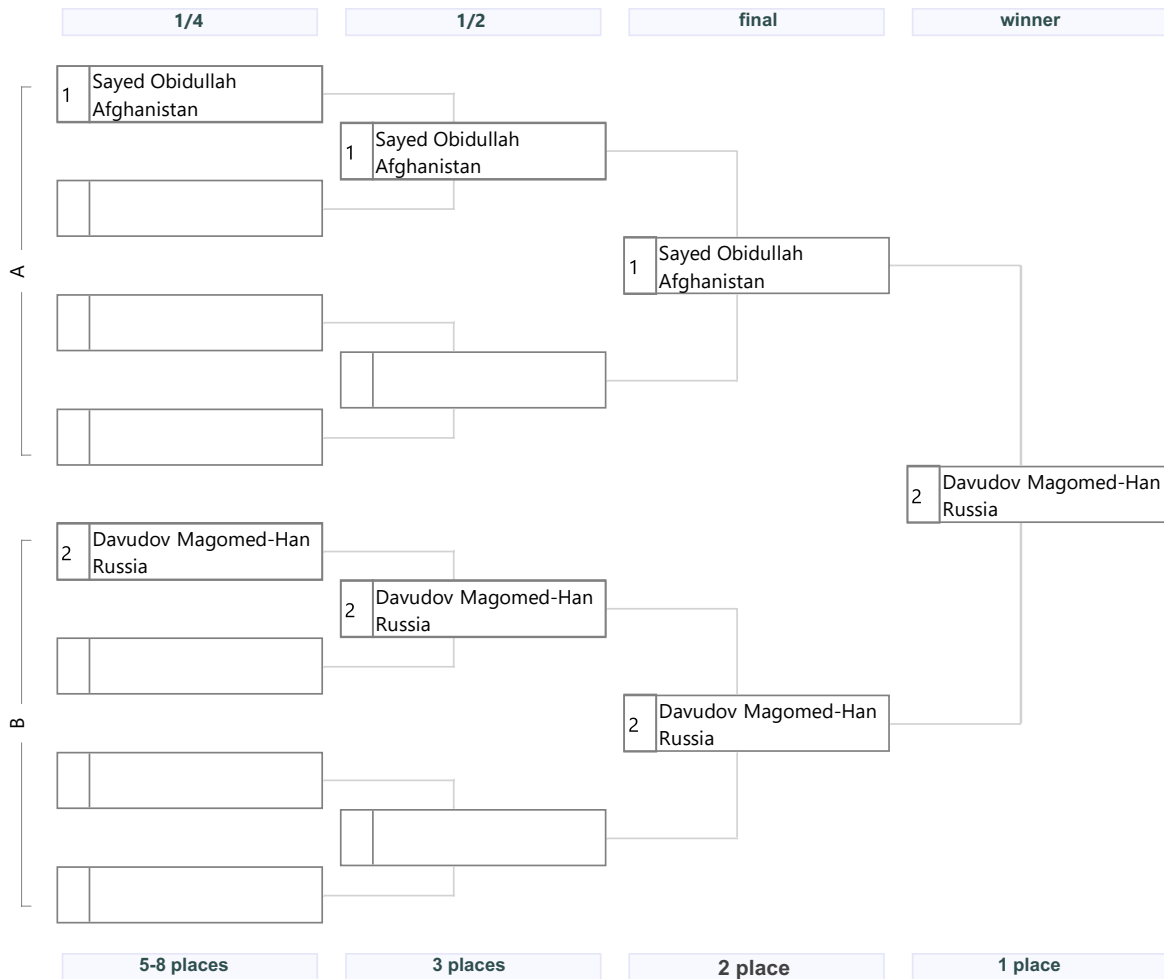 1/4
1/2
final
winner
1
Sayed Obidullah
Afghanistan
1
Sayed Obidullah
Afghanistan
1
Sayed Obidullah
Afghanistan
A
2
Davudov Magomed-Han
Russia
2
Davudov Magomed-Han
Russia
2
Davudov Magomed-Han
Russia
2
Davudov Magomed-Han
Russia
B
5-8 places
3 places
2 place
1 place